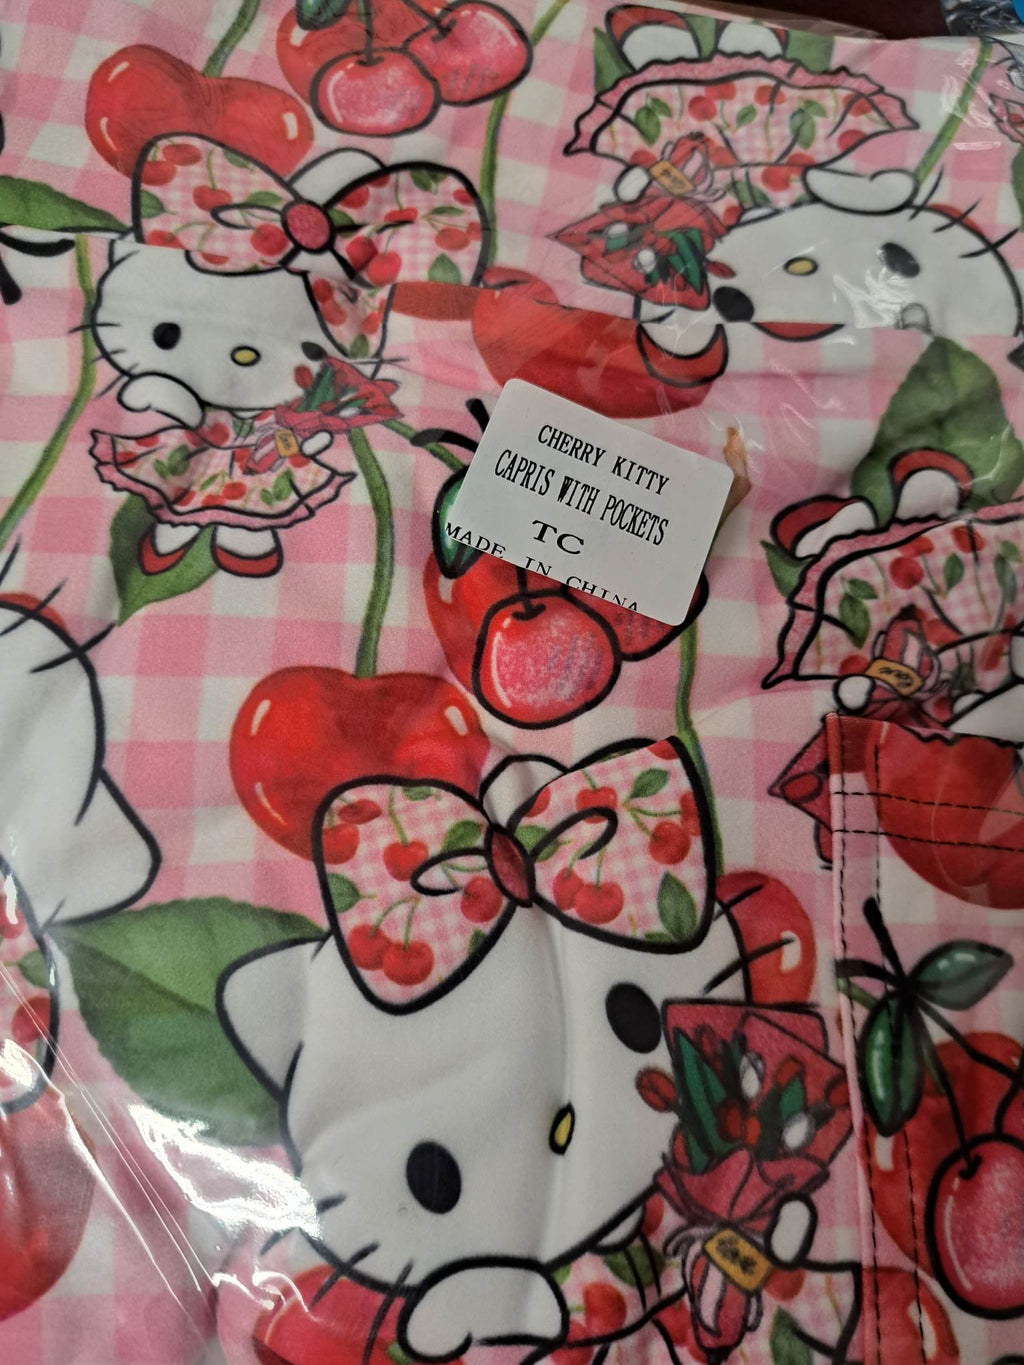 CHERRY KITTY
CAPRIS WITH POCKETS
TC
MADE IN CHINA